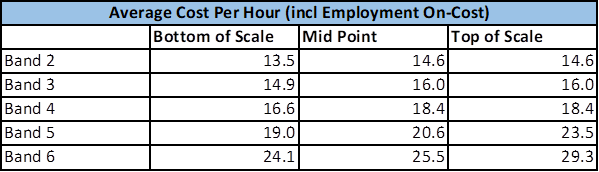 Average Cost Per Hour (incl Employment On-Cost)
Bottom of Scale Mid Point Top of Scale
Band 2 13.5 14.6 14.6
Band 3 14.9 16.0 16.0
Band 4 16.6 18.4 18.4
Band 5 19.0 20.6 23.5
Band 6 24.1 25.5 29.3